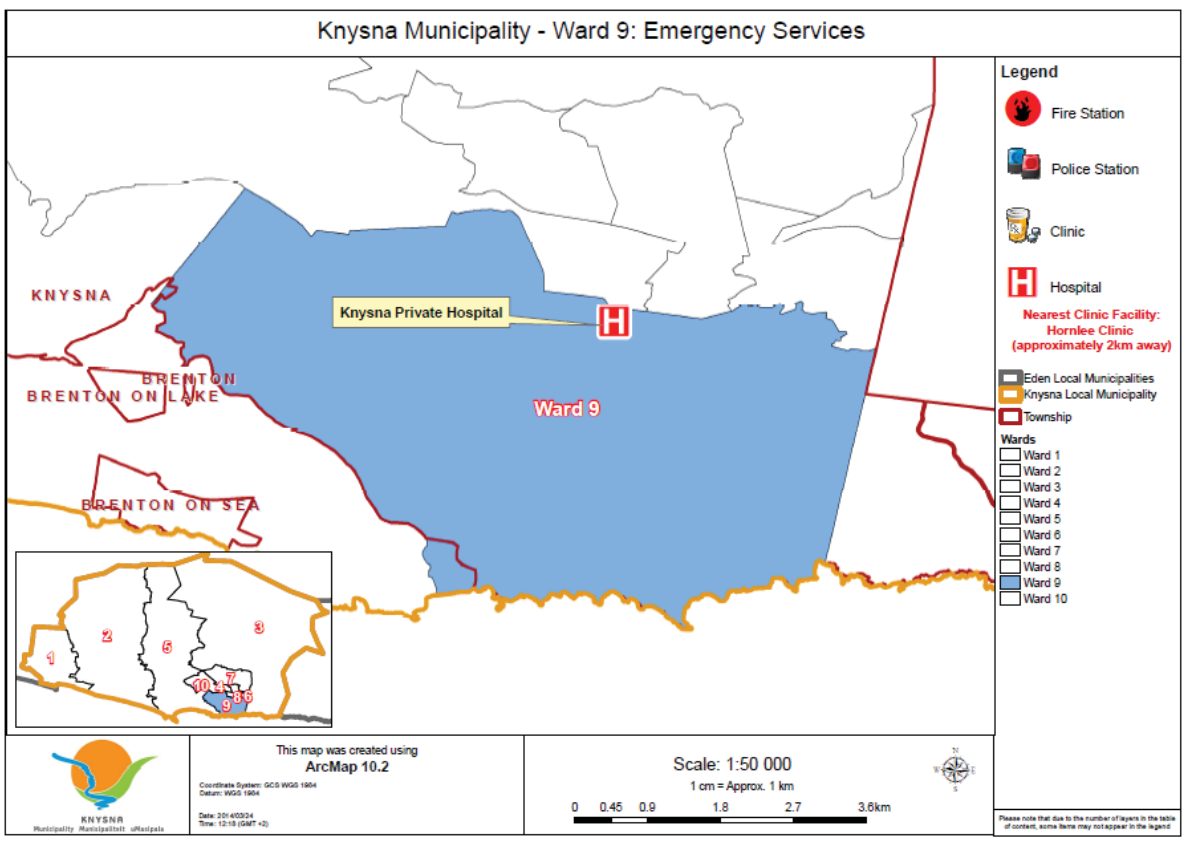 Knysna Municipality - Ward 9: Emergency Services
KNYSNA
BRENTON
BRENTON ON LAKE
BRENTON ON SEA
Knysna Private Hospital
H
Ward 9
1
2
5
3
7
10
4
8
6
9
Legend
Fire Station
Police Station
Clinic
H
Hospital
Nearest Clinic Facility:
Hornlee Clinic
(approximately 2km away)
Eden Local Municipalities
Knysna Local Municipality
Township
Wards
Ward 1
Ward 2
Ward 3
Ward 4
Ward 5
Ward 6
Ward 7
Ward 8
Ward 9
Ward 10
KNYSNA
Municipality Munisipaliteit uMasipala
This map was created using
ArcMap 10.2
Coordinate System: GCS WGS 1984
Datum: WGS 1984
Date: 2014/03/24
Time: 12:18 (GMT +2)
Scale: 1:50 000
1 cm = Approx. 1 km
0 0.45 0.9 1.8 2.7 3.6km
N
W E
S
Please note that due to the number of layers in the table
of content, some items may not appear in the legend